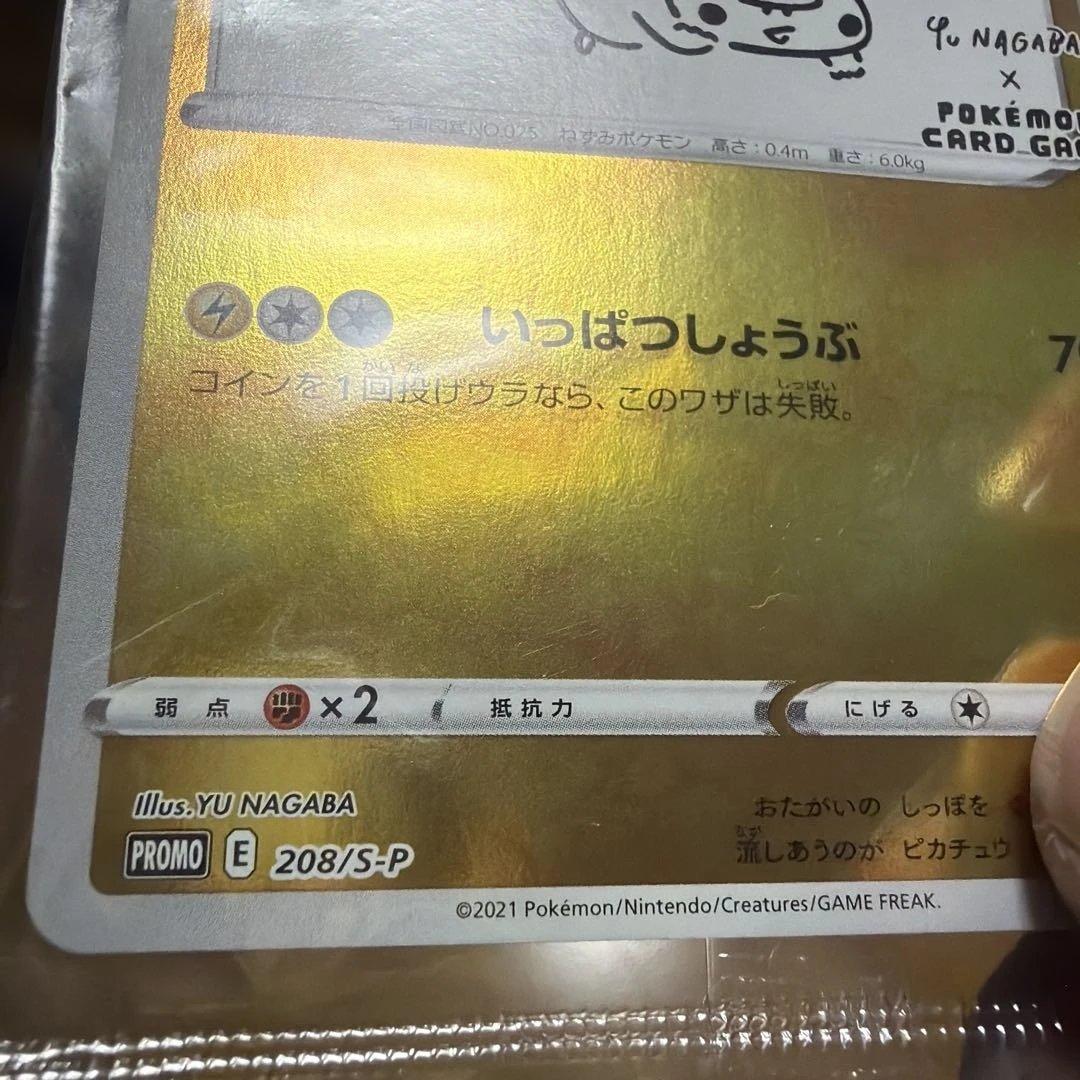 Yu NAGABA
×
POKÉMO
CARD GA
全国図鑑NO.025 ねずみポケモン 高さ:0.4m 重さ:6.0kg
いっぱつしょうぶ 7
コインを1回投げウラなら、このワザは失敗。
弱点 ×2 抵抗力 にげる
Illus.YU NAGABA
PROMO E 208/S-P
おたがいの しっぽを
流しあうのが ピカチュウ
©2021 Pokémon/Nintendo/Creatures/GAME FREAK.